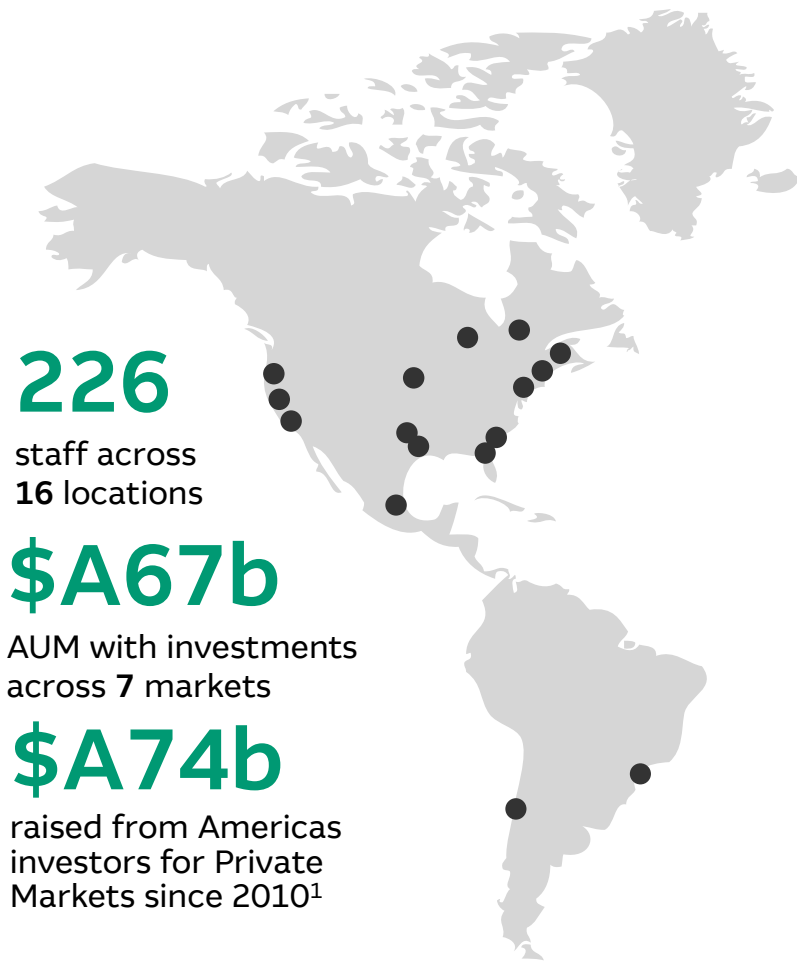 226
staff across
16 locations
$A67b
AUM with investments
across 7 markets
$A74b
raised from Americas
investors for Private
Markets since 2010¹